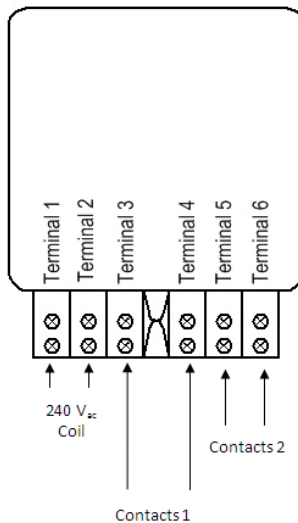 Terminal 1
Terminal 2
Terminal 3
Terminal 4
Terminal 5
Terminal 6
240 Vac
Coil
Contacts 2
Contacts 1